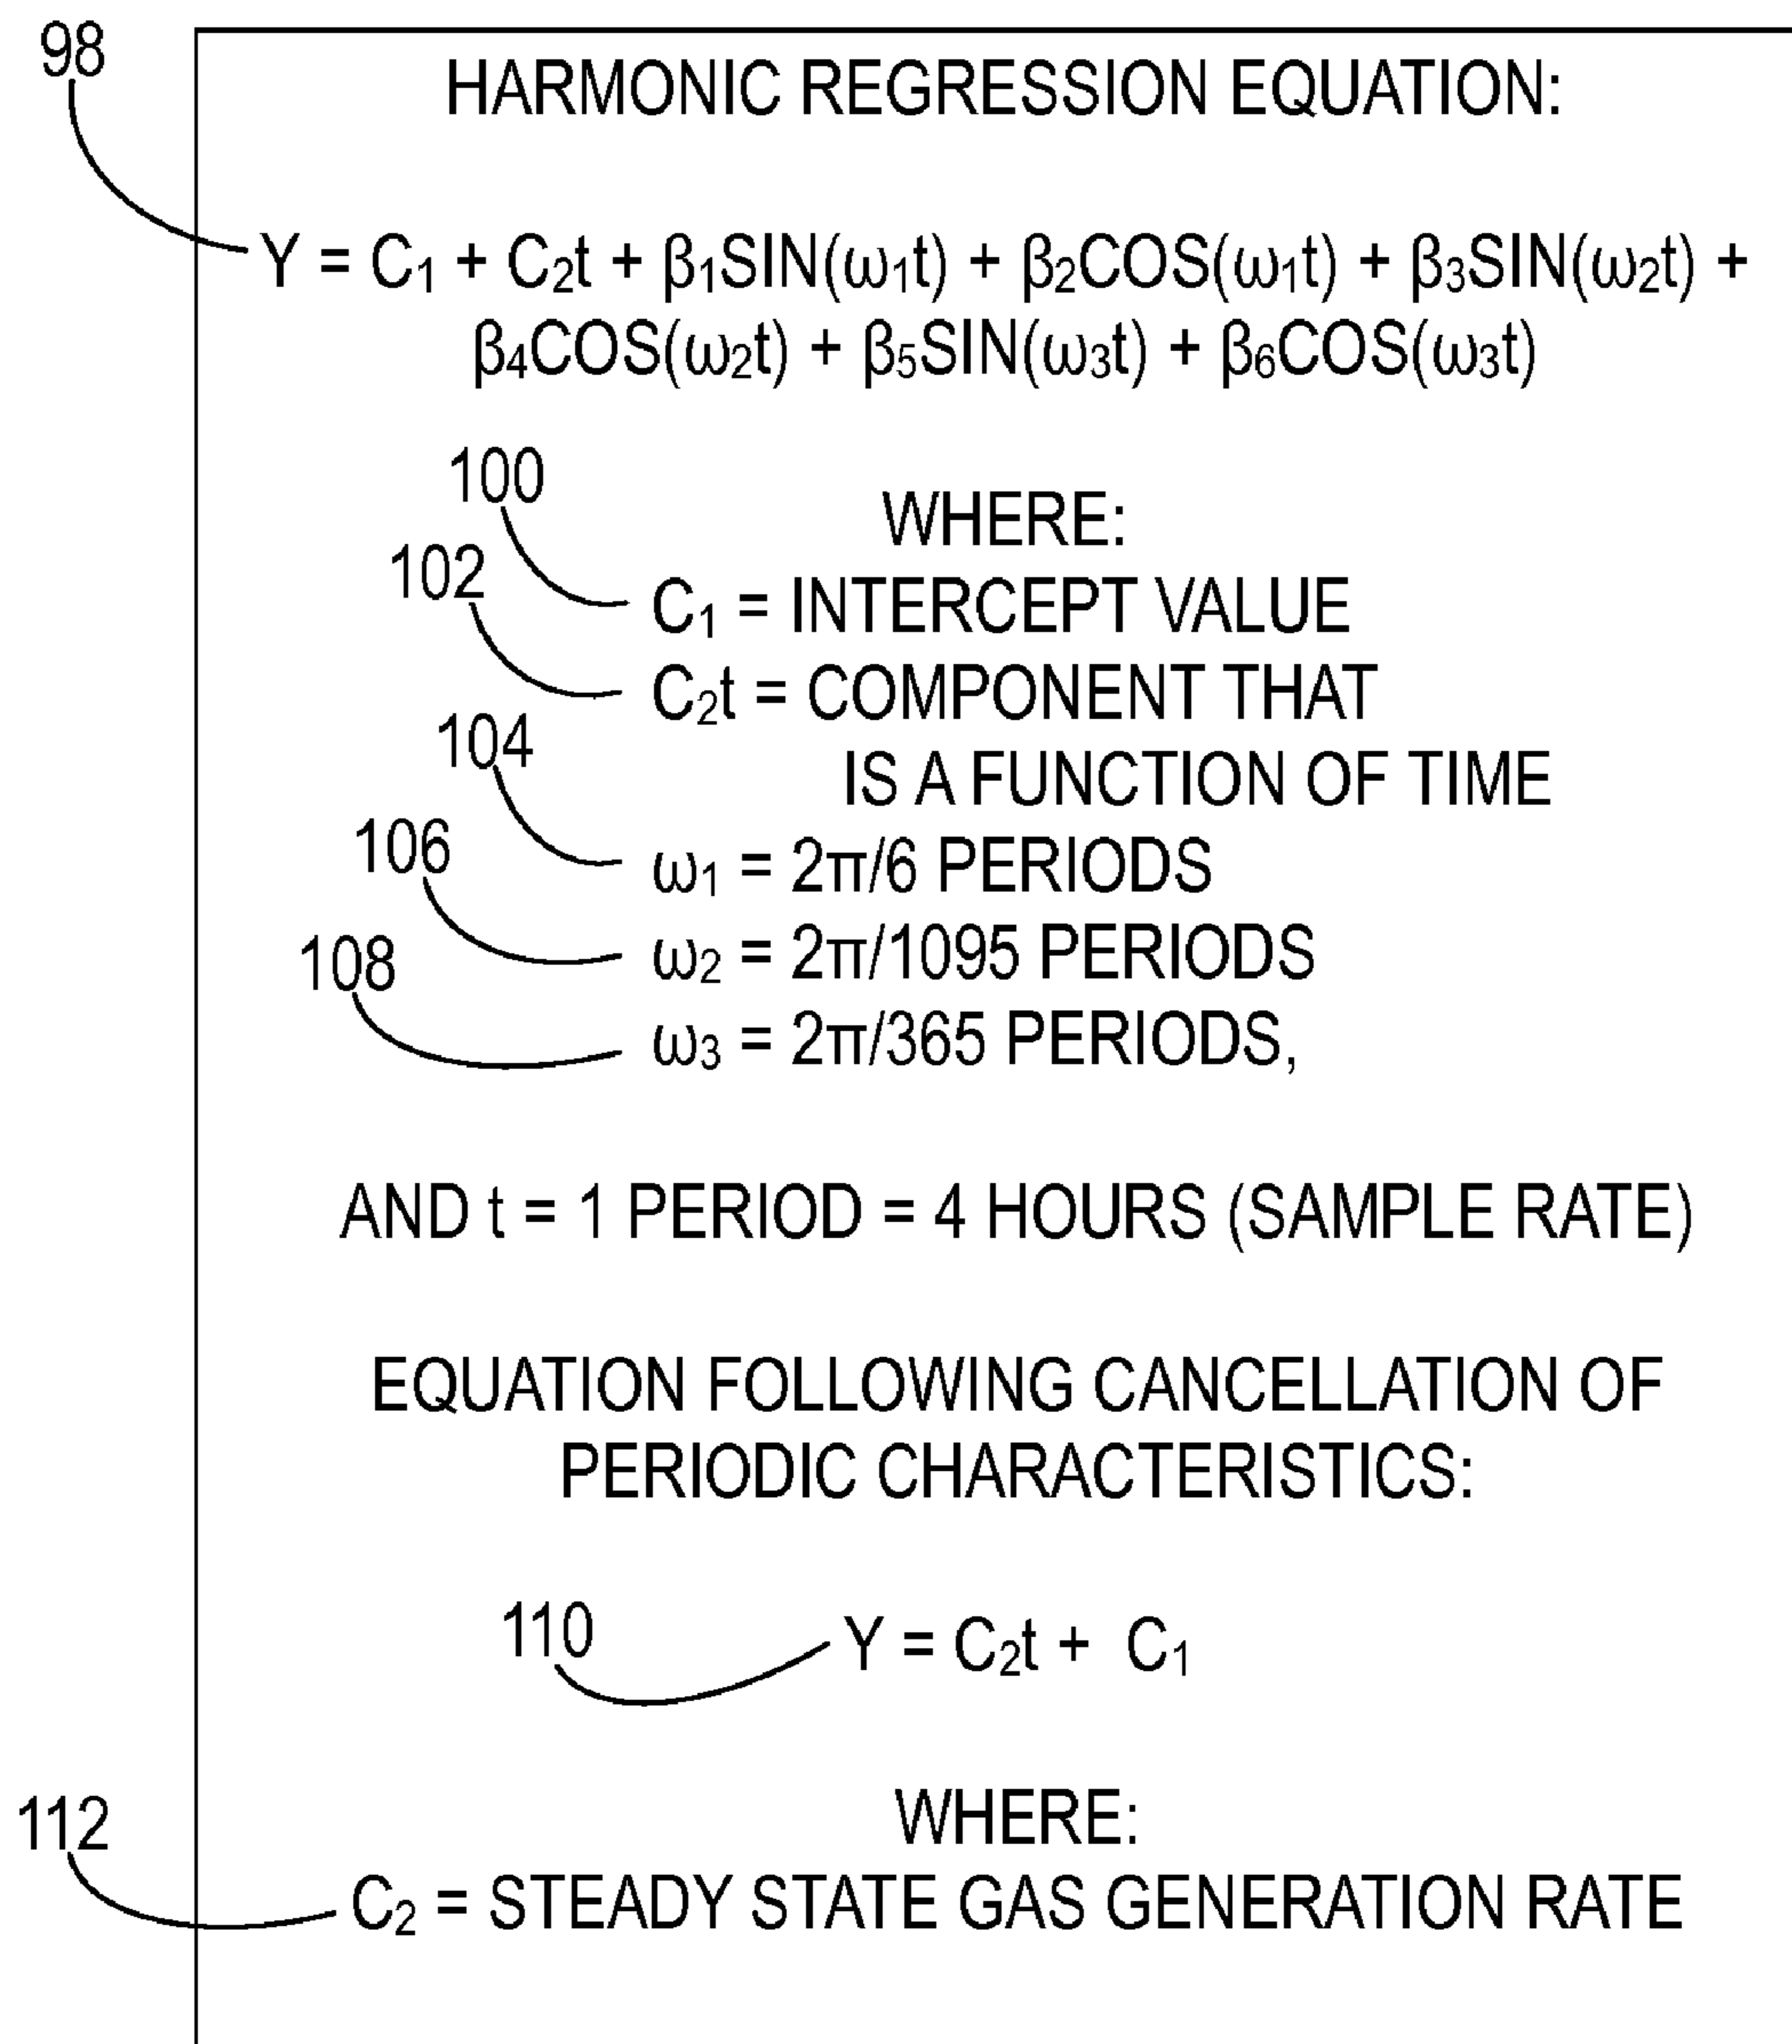 98
HARMONIC REGRESSION EQUATION:
Y = C₁ + C₂t + β₁SIN(ω₁t) + β₂COS(ω₁t) + β₃SIN(ω₂t) +
β₄COS(ω₂t) + β₅SIN(ω₃t) + β₆COS(ω₃t)
100
WHERE:
102
C₁ = INTERCEPT VALUE
C₂t = COMPONENT THAT
104
IS A FUNCTION OF TIME
106
ω₁ = 2π/6 PERIODS
108
ω₂ = 2π/1095 PERIODS
ω₃ = 2π/365 PERIODS,
AND t = 1 PERIOD = 4 HOURS (SAMPLE RATE)
EQUATION FOLLOWING CANCELLATION OF
PERIODIC CHARACTERISTICS:
110
Y = C₂t + C₁
112
WHERE:
C₂ = STEADY STATE GAS GENERATION RATE